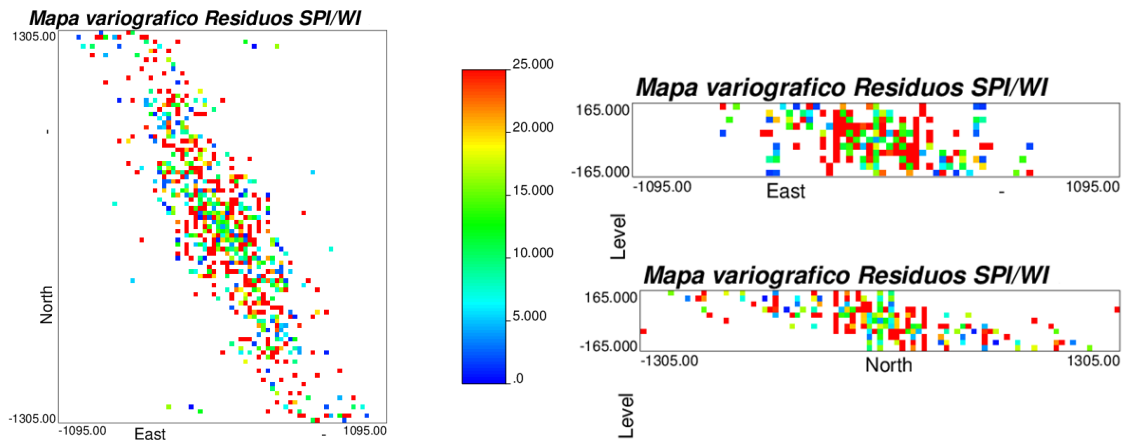 Mapa variografico Residuos SPI/WI
1305.00
North
-1305.00
-1095.00
East
1095.00
25.000
20.000
15.000
10.000
5.000
.0
Mapa variografico Residuos SPI/WI
165.000
-165.000
-1095.00
East
1095.00
Level
Mapa variografico Residuos SPI/WI
165.000
-165.000
-1305.00
North
1305.00
Level